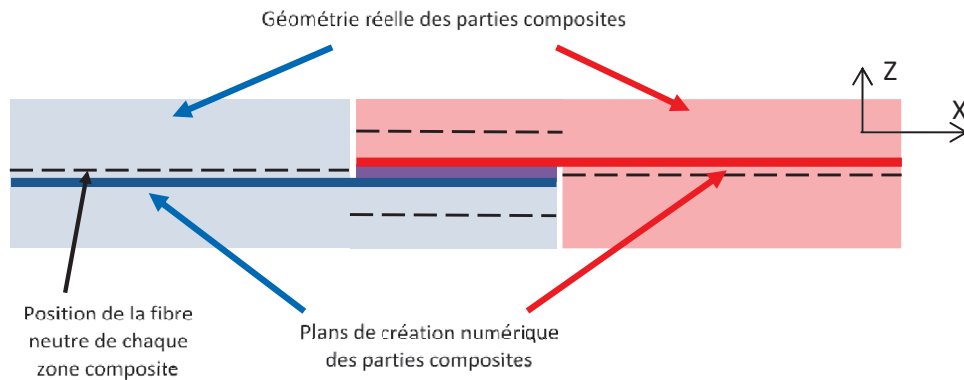 Géométrie réelle des parties composites
Z
X
Position de la fibre
neutre de chaque
zone composite
Plans de création numérique
des parties composites